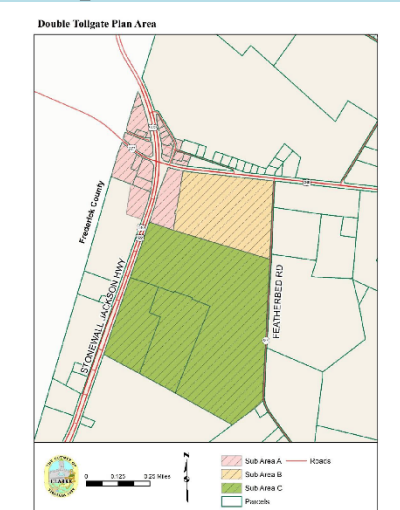 Double Tollgate Plan Area
Frederick County
STONEWALL JACKSON HWY
FEATHERBED RD
N
S
0 0.125 0.25 Miles
Sub Area A
Roads
Sub Area B
Sub Area C
Parcels